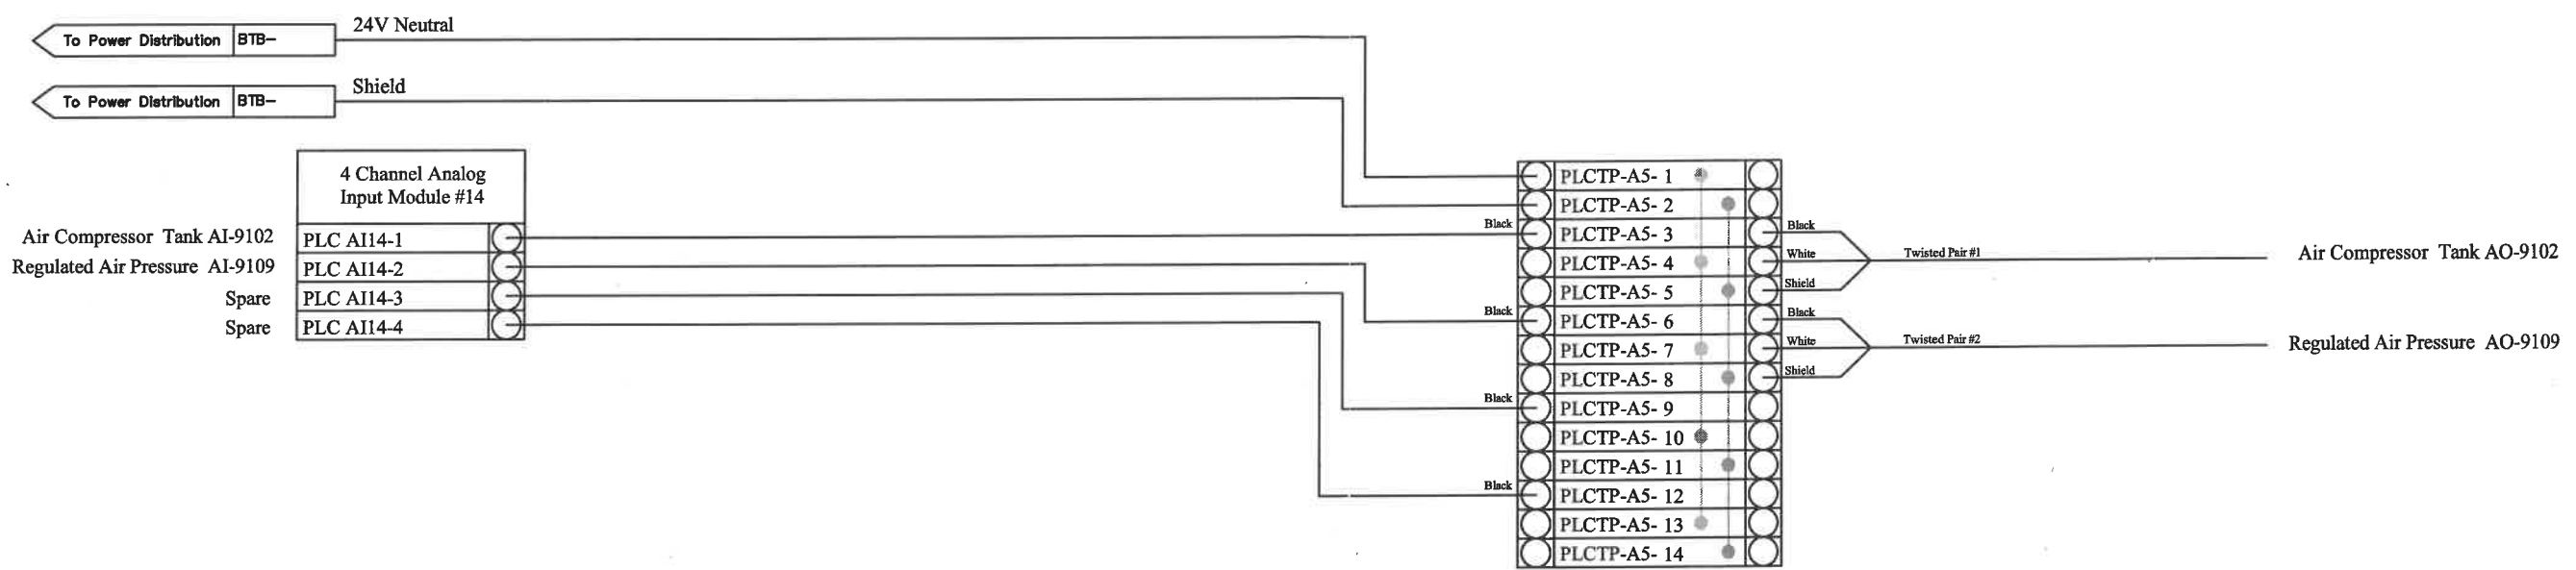 24V Neutral
To Power Distribution BTB-
Shield
To Power Distribution BTB-
4 Channel Analog
Input Module #14
Air Compressor Tank AI-9102 PLC AI14-1
Regulated Air Pressure AI-9109 PLC AI14-2
Spare PLC AI14-3
Spare PLC AI14-4
PLCTP-A5- 1
PLCTP-A5- 2
Black PLCTP-A5- 3 Black
PLCTP-A5- 4 White
PLCTP-A5- 5 Shield
Black PLCTP-A5- 6 Black
PLCTP-A5- 7 White
PLCTP-A5- 8 Shield
Black PLCTP-A5- 9
PLCTP-A5- 10
PLCTP-A5- 11
Black PLCTP-A5- 12
PLCTP-A5- 13
PLCTP-A5- 14
Twisted Pair #1 Air Compressor Tank AO-9102
Twisted Pair #2 Regulated Air Pressure AO-9109